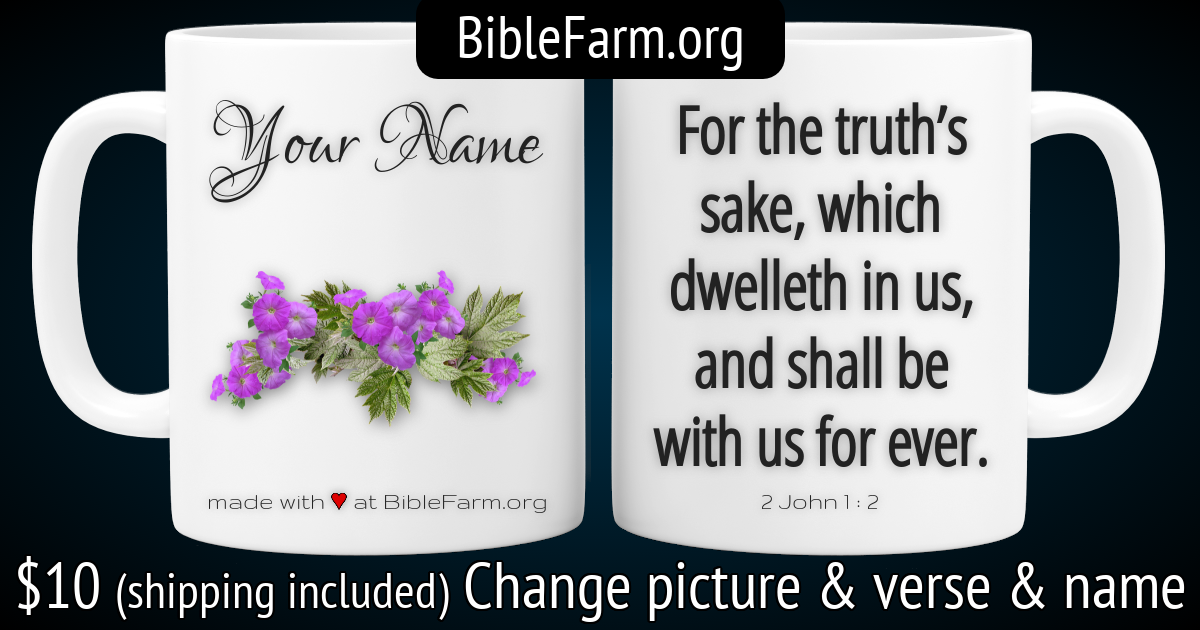 BibleFarm.org
Your Name
made with ♥ at BibleFarm.org
For the truth’s
sake, which
dwelleth in us,
and shall be
with us for ever.
2 John 1 : 2
$10 (shipping included) Change picture & verse & name